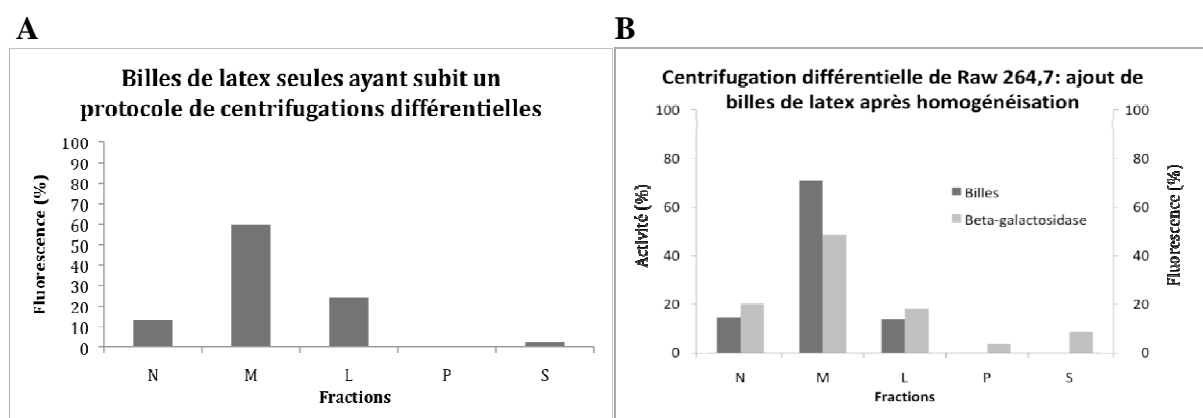 A
Billes de latex seules ayant subit un
protocole de centrifugations différentielles
Fluorescence (%)
100
90
80
70
60
50
40
30
20
10
0
N M L P S
Fractions
B
Centrifugation différentielle de Raw 264,7: ajout de
billes de latex après homogénéisation
Activité (%)
100
80
60
40
20
0
Billes
Beta-galactosidase
100
80
60
40
20
0
Fluorescence (%)
N M L P S
Fractions